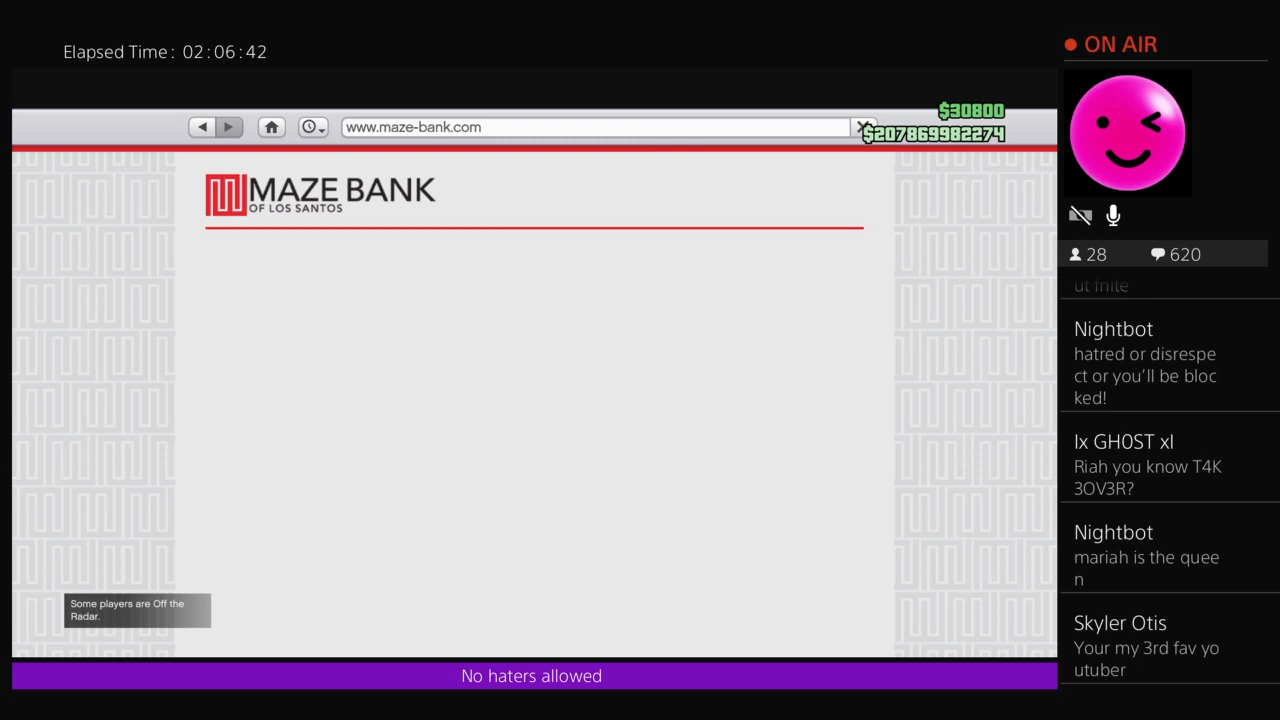 Elapsed Time: 02:06:42
ON AIR
$30800
www.maze-bank.com
$207869982274
MAZE BANK
OF LOS SANTOS
28
620
ut fnite
Nightbot
hatred or disrespe
ct or you'll be bloc
ked!
Ix GH0ST xI
Riah you know T4K
3OV3R?
Nightbot
mariah is the quee
n
Some players are Off the
Radar.
Skyler Otis
Your my 3rd fav yo
utuber
No haters allowed